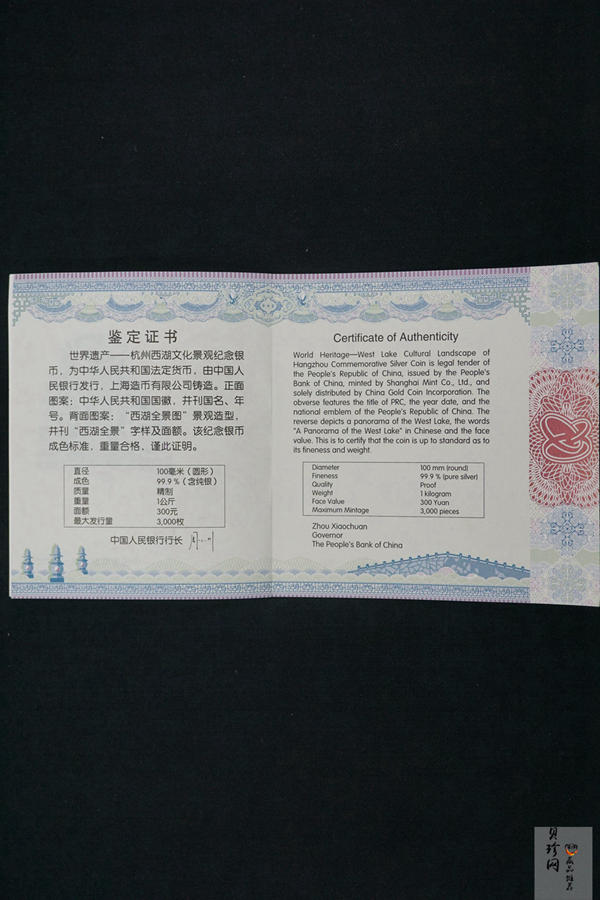 鉴定证书
世界遗产——杭州西湖文化景观纪念银
币，为中华人民共和国法定货币，由中国人
民银行发行，上海造币有限公司铸造。正面
图案：中华人民共和国国徽，并刊国名、年
号。背面图案：“西湖全景图”景观造型，
并刊“西湖全景”字样及面额。该纪念银币
成色标准，重量合格，谨此证明。
直径 100毫米（圆形）
成色 99.9％（含纯银）
质量 精制
重量 1公斤
面额 300元
最大发行量 3,000枚
中国人民银行行长
Certificate of Authenticity
World Heritage—West Lake Cultural Landscape of
Hangzhou Commemorative Silver Coin is legal tender of
the People's Republic of China, issued by the People's
Bank of China, minted by Shanghai Mint Co., Ltd., and
solely distributed by China Gold Coin Incorporation. The
obverse features the title of PRC, the year date, and the
national emblem of the People's Republic of China. The
reverse depicts a panorama of the West Lake, the words
"A Panorama of the West Lake" in Chinese and the face
value. This is to certify that the coin is up to standard as to
its fineness and weight.
Diameter 100 mm (round)
Fineness 99.9 % (pure silver)
Quality Proof
Weight 1 kilogram
Face Value 300 Yuan
Maximum Mintage 3,000 pieces
Zhou Xiaochuan
Governor
The People's Bank of China
贝珍网
藏品推荐